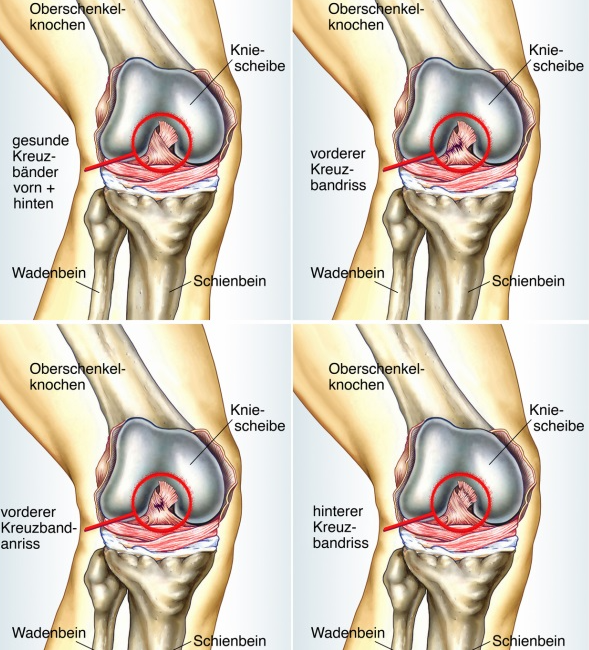 Oberschenkel-
knochen
Knie-
scheibe
gesunde
Kreuz-
bänder
vorn +
hinten
Wadenbein
Schienbein
Oberschenkel-
knochen
Knie-
scheibe
vorderer
Kreuz-
bandriss
Wadenbein
Schienbein
Oberschenkel-
knochen
Knie-
scheibe
vorderer
Kreuzband-
anriss
Wadenbein
Schienbein
Oberschenkel-
knochen
Knie-
scheibe
hinterer
Kreuz-
bandriss
Wadenbein
Schienbein